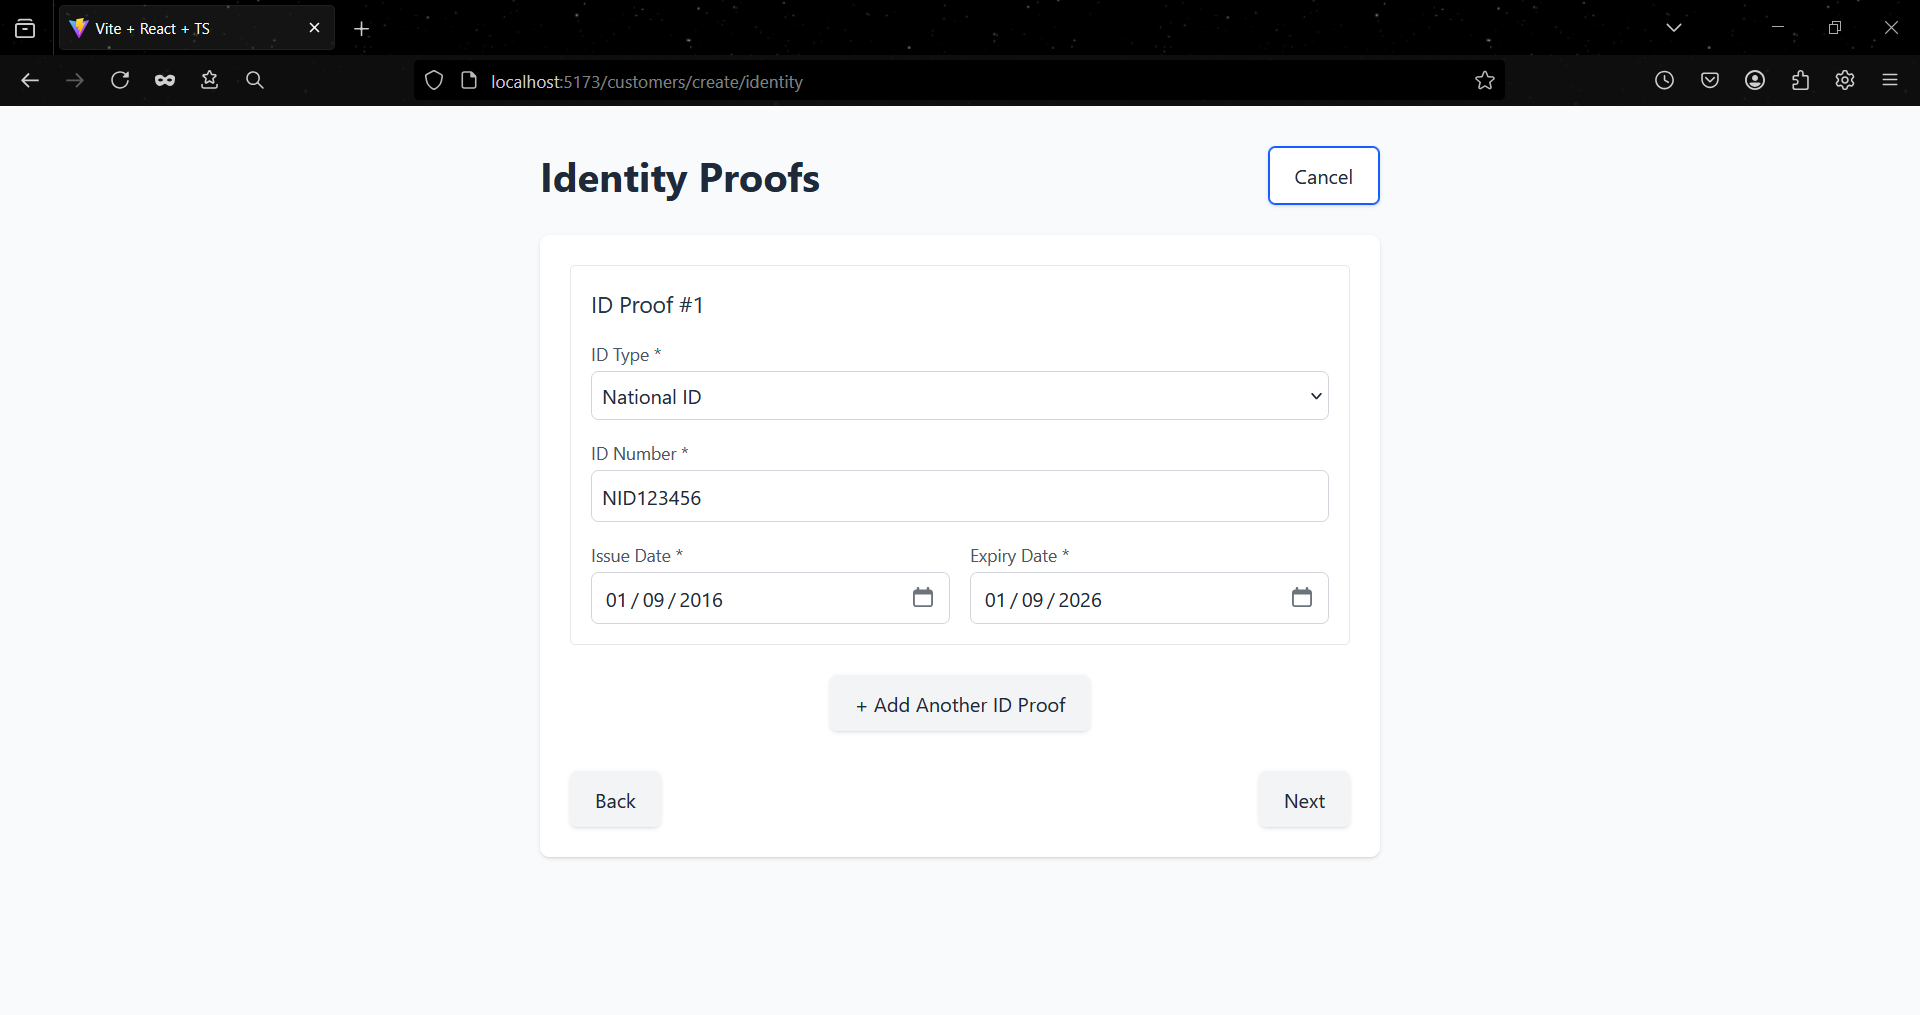 Vite + React + TS
localhost:5173/customers/create/identity
Identity Proofs
Cancel
ID Proof #1
ID Type *
National ID
ID Number *
NID123456
Issue Date * Expiry Date *
01/09/2016 01/09/2026
+ Add Another ID Proof
Back Next